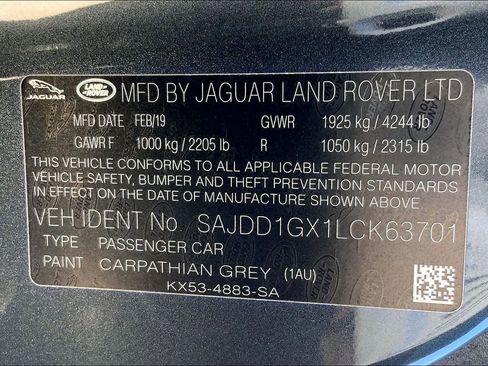 JAGUAR LAND ROVER MFD BY JAGUAR LAND ROVER LTD
MFD DATE FEB/19 GVWR 1925 kg / 4244 lb
GAWR F 1000 kg / 2205 lb R 1050 kg / 2315 lb
THIS VEHICLE CONFORMS TO ALL APPLICABLE FEDERAL MOTOR
VEHICLE SAFETY, BUMPER AND THEFT PREVENTION STANDARDS
IN EFFECT ON THE DATE OF MANUFACTURE SHOWN ABOVE
VEH IDENT No SAJDD1GX1LCK63701
TYPE PASSENGER CAR
PAINT CARPATHIAN GREY (1AU)
KX53-4883-SA